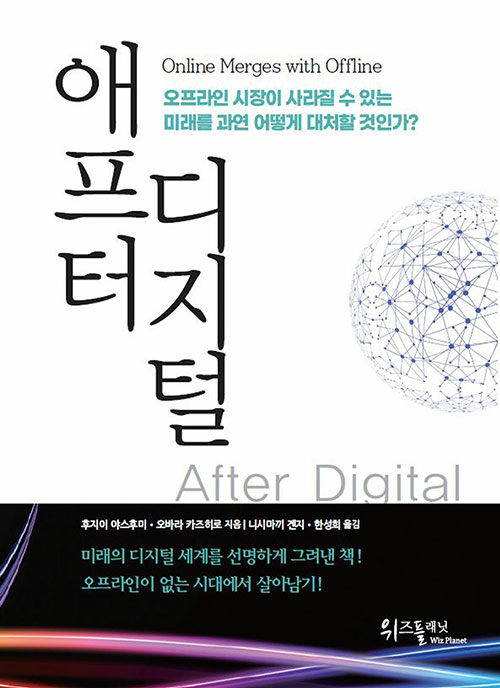 Online Merges with Offline
오프라인 시장이 사라질 수 있는
미래를 과연 어떻게 대처할 것인가?
애프터
디지털
After Digital
후지이 야스후미 • 오바라 카즈히로 지음 | 니시마끼 겐지 • 한성희 옮김
미래의 디지털 세계를 선명하게 그려낸 책!
오프라인이 없는 시대에서 살아남기!
위즈플래닛
Wiz Planet